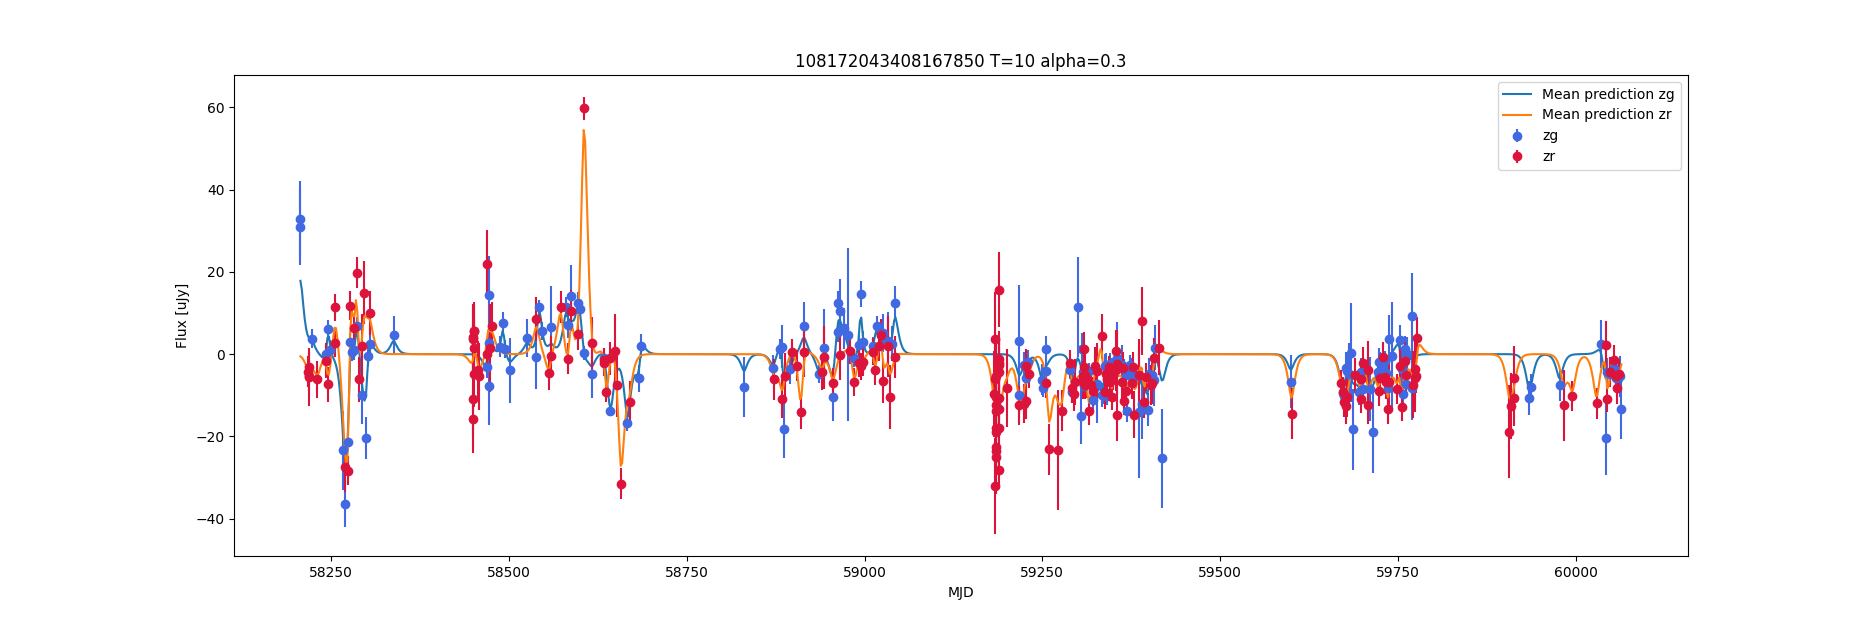 108172043408167850 T=10 alpha=0.3
Mean prediction zg
Mean prediction zr
zg
zr
60
40
20
0
−20
−40
Flux [uJy]
58250 58500 58750 59000 59250 59500 59750 60000
MJD